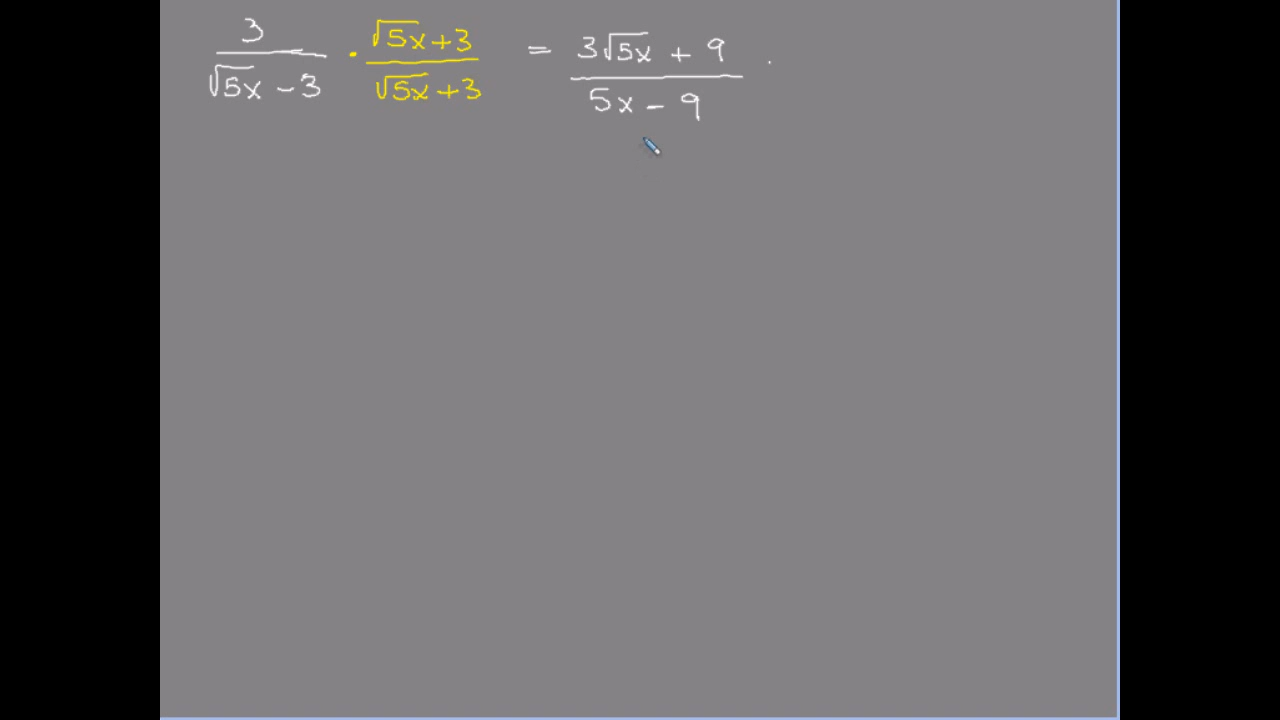 3/(√5x − 3) · (√5x + 3)/(√5x + 3) = (3√5x + 9)/(5x − 9) .